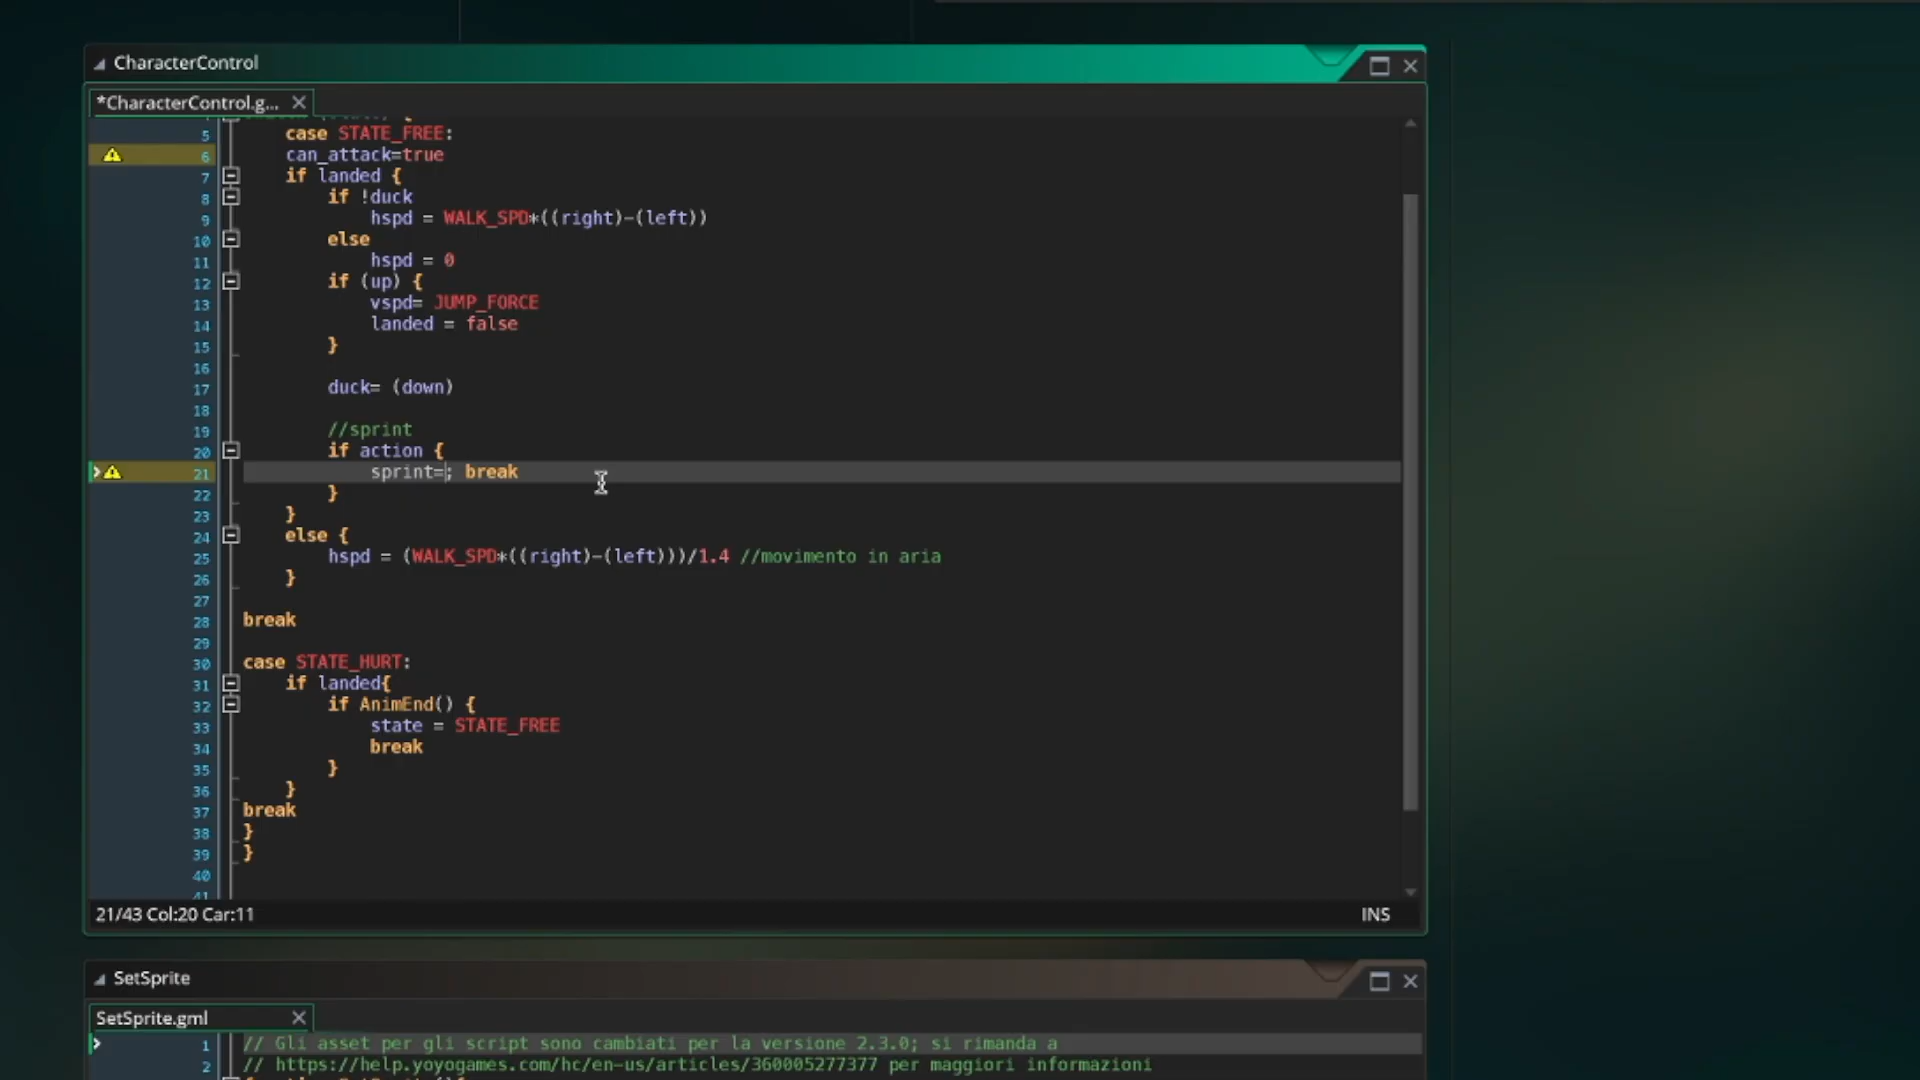 CharacterControl
*CharacterControl.g...
5 case STATE_FREE:
6 can_attack=true
7 if landed {
8 if !duck
9 hspd = WALK_SPD*((right)-(left))
10 else
11 hspd = 0
12 if (up) {
13 vspd= JUMP_FORCE
14 landed = false
15 }
16
17 duck= (down)
18
19 //sprint
20 if action {
21 sprint=; break
22 }
23 }
24 else {
25 hspd = (WALK_SPD*((right)-(left)))/1.4 //movimento in aria
26 }
27
28 break
29
30 case STATE_HURT:
31 if landed{
32 if AnimEnd() {
33 state = STATE_FREE
34 break
35 }
36 }
37 break
38 }
39 }
40
41
21/43 Col:20 Car:11 INS
SetSprite
SetSprite.gml
1 // Gli asset per gli script sono cambiati per la versione 2.3.0; si rimanda a
2 // https://help.yoyogames.com/hc/en-us/articles/360005277377 per maggiori informazioni